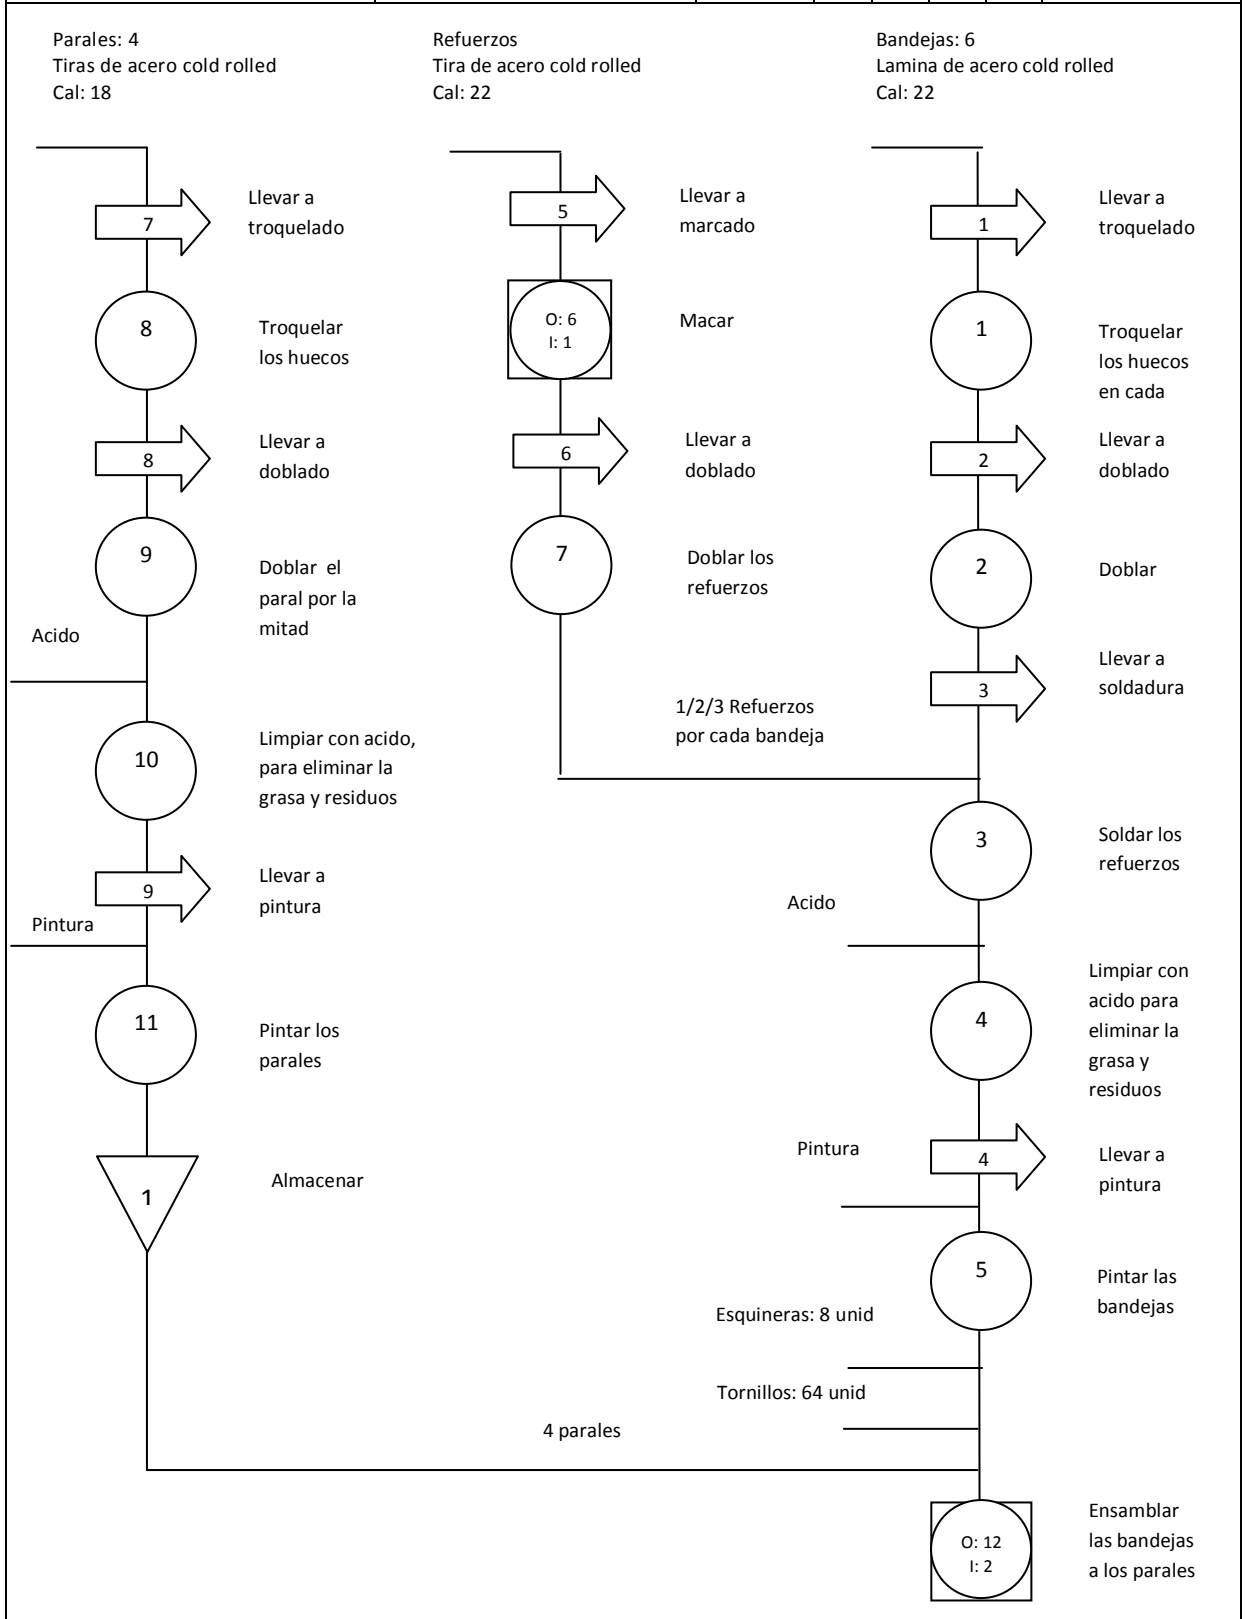 Parales: 4
Tiras de acero cold rolled
Cal: 18
Refuerzos
Tira de acero cold rolled
Cal: 22
Bandejas: 6
Lamina de acero cold rolled
Cal: 22
7
Llevar a
troquelado
8
Troquelar
los huecos
8
Llevar a
doblado
9
Doblar el
paral por la
mitad
Acido
10
Limpiar con acido,
para eliminar la
grasa y residuos
9
Llevar a
pintura
Pintura
11
Pintar los
parales
1
Almacenar
5
Llevar a
marcado
O: 6
I: 1
Macar
6
Llevar a
doblado
7
Doblar los
refuerzos
1/2/3 Refuerzos
por cada bandeja
1
Llevar a
troquelado
1
Troquelar
los huecos
en cada
2
Llevar a
doblado
2
Doblar
3
Llevar a
soldadura
3
Soldar los
refuerzos
Acido
4
Limpiar con
acido para
eliminar la
grasa y
residuos
4
Llevar a
pintura
Pintura
5
Pintar las
bandejas
Esquineras: 8 unid
Tornillos: 64 unid
4 parales
O: 12
I: 2
Ensamblar
las bandejas
a los parales